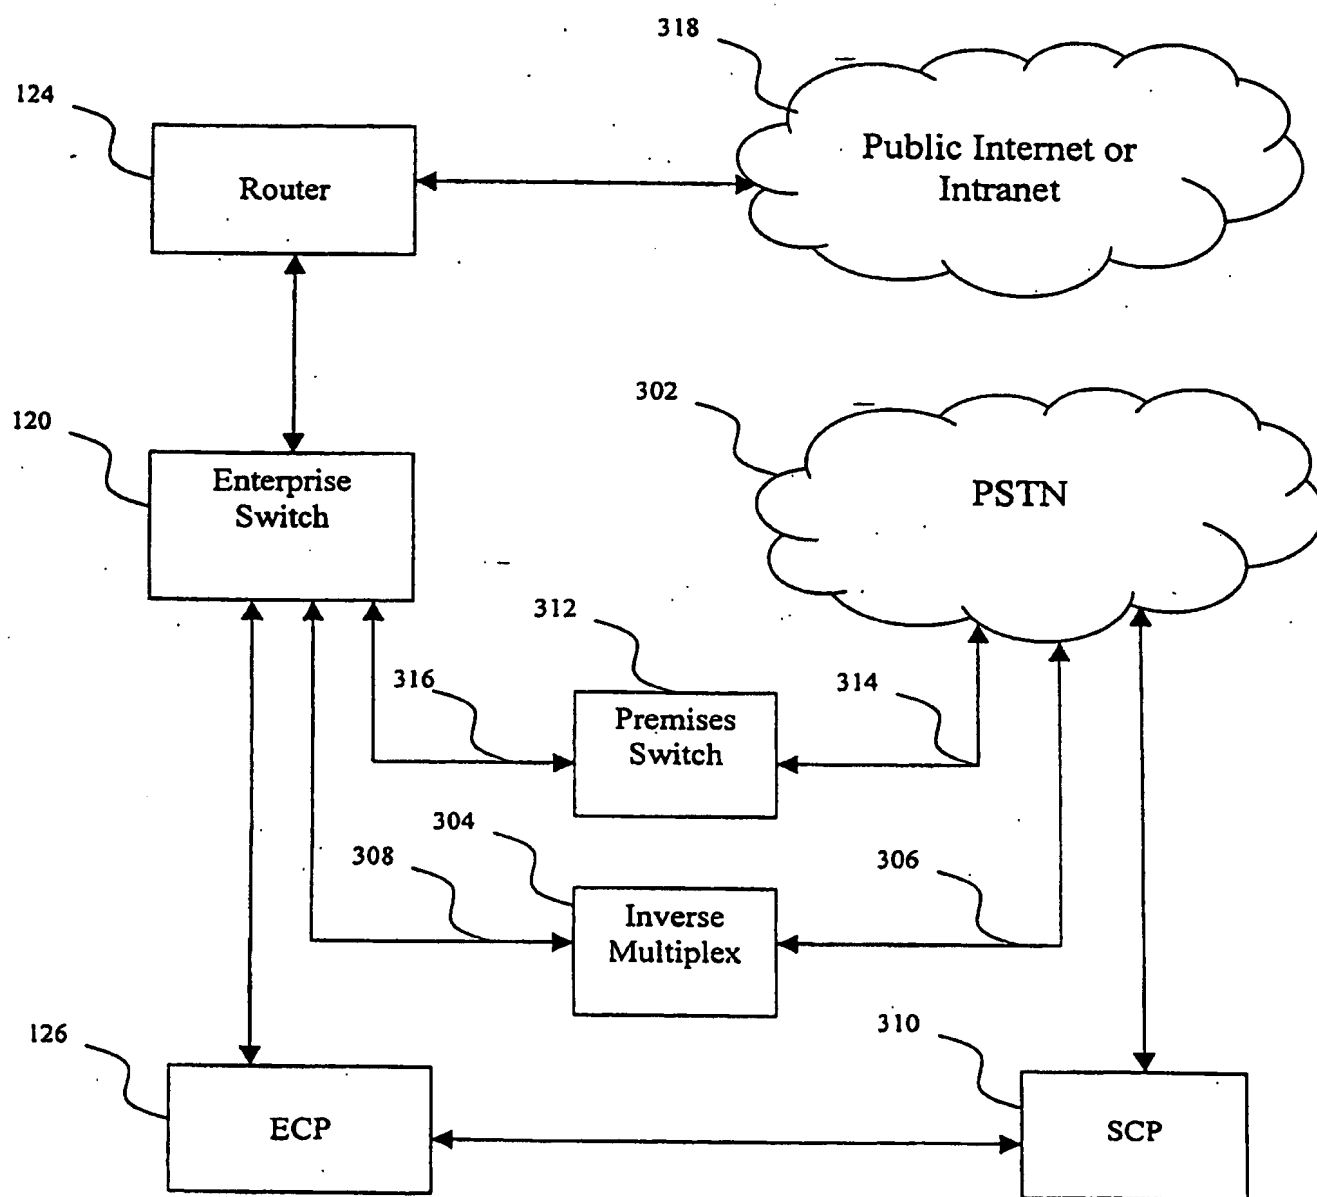 318
124
Public Internet or
Intranet
Router
302
120
Enterprise
Switch
PSTN
312
316
314
Premises
Switch
304
308
306
Inverse
Multiplex
126
310
ECP
SCP